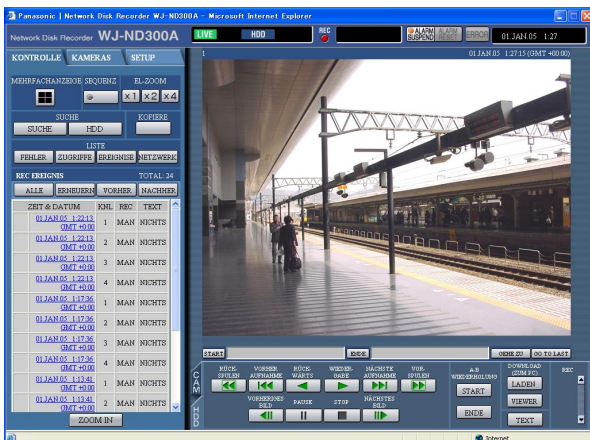 Panasonic | Network Disk Recorder WJ-ND300A - Microsoft Internet Explorer
Network Disk Recorder WJ-ND300A
LIVE HDD REC ALARM SUSPEND ALARM RESET ERROR 01.JAN.05 1:27
KONTROLLE KAMERAS SETUP
1 01.JAN.05 1:27:15 (GMT +00:00)
MEHRFACHANZEIGE SEQUENZ EL-ZOOM
x1 x2 x4
SUCHE KOPIERE
SUCHE HDD
LISTE
FEHLER ZUGRIFFE EREIGNISE NETZWERK
REC EREIGNIS TOTAL: 24
ALLE ERNEUERN VORHER. NACHHER
ZEIT & DATUM KNL REC TEXT
01.JAN.05 1:22:13 GMT +0:00 1 MAN NICHTS
01.JAN.05 1:22:13 GMT +0:00 2 MAN NICHTS
01.JAN.05 1:22:13 GMT +0:00 3 MAN NICHTS
01.JAN.05 1:22:13 GMT +0:00 4 MAN NICHTS
01.JAN.05 1:17:36 GMT +0:00 1 MAN NICHTS
01.JAN.05 1:17:36 GMT +0:00 2 MAN NICHTS
01.JAN.05 1:17:36 GMT +0:00 3 MAN NICHTS
01.JAN.05 1:17:36 GMT +0:00 4 MAN NICHTS
01.JAN.05 1:13:41 GMT +0:00 1 MAN NICHTS
01.JAN.05 1:13:41 GMT +0:00 2 MAN NICHTS
ZOOM IN
START ENDE GEHE ZU GO TO LAST
CAM
HDD
RÜCK-SPULEN VORHER AUFNAHME RÜCK-WÄRTS WIEDER-GABE NÄCHSTE AUFNAHME VOR-SPULEN
VORHERIGES BILD PAUSE STOP NÄCHSTES BILD
A-B WIEDERHOLUNG
START
ENDE
DOWNLOAD (ZUM PC)
LADEN
VIEWER
TEXT
REC
Internet